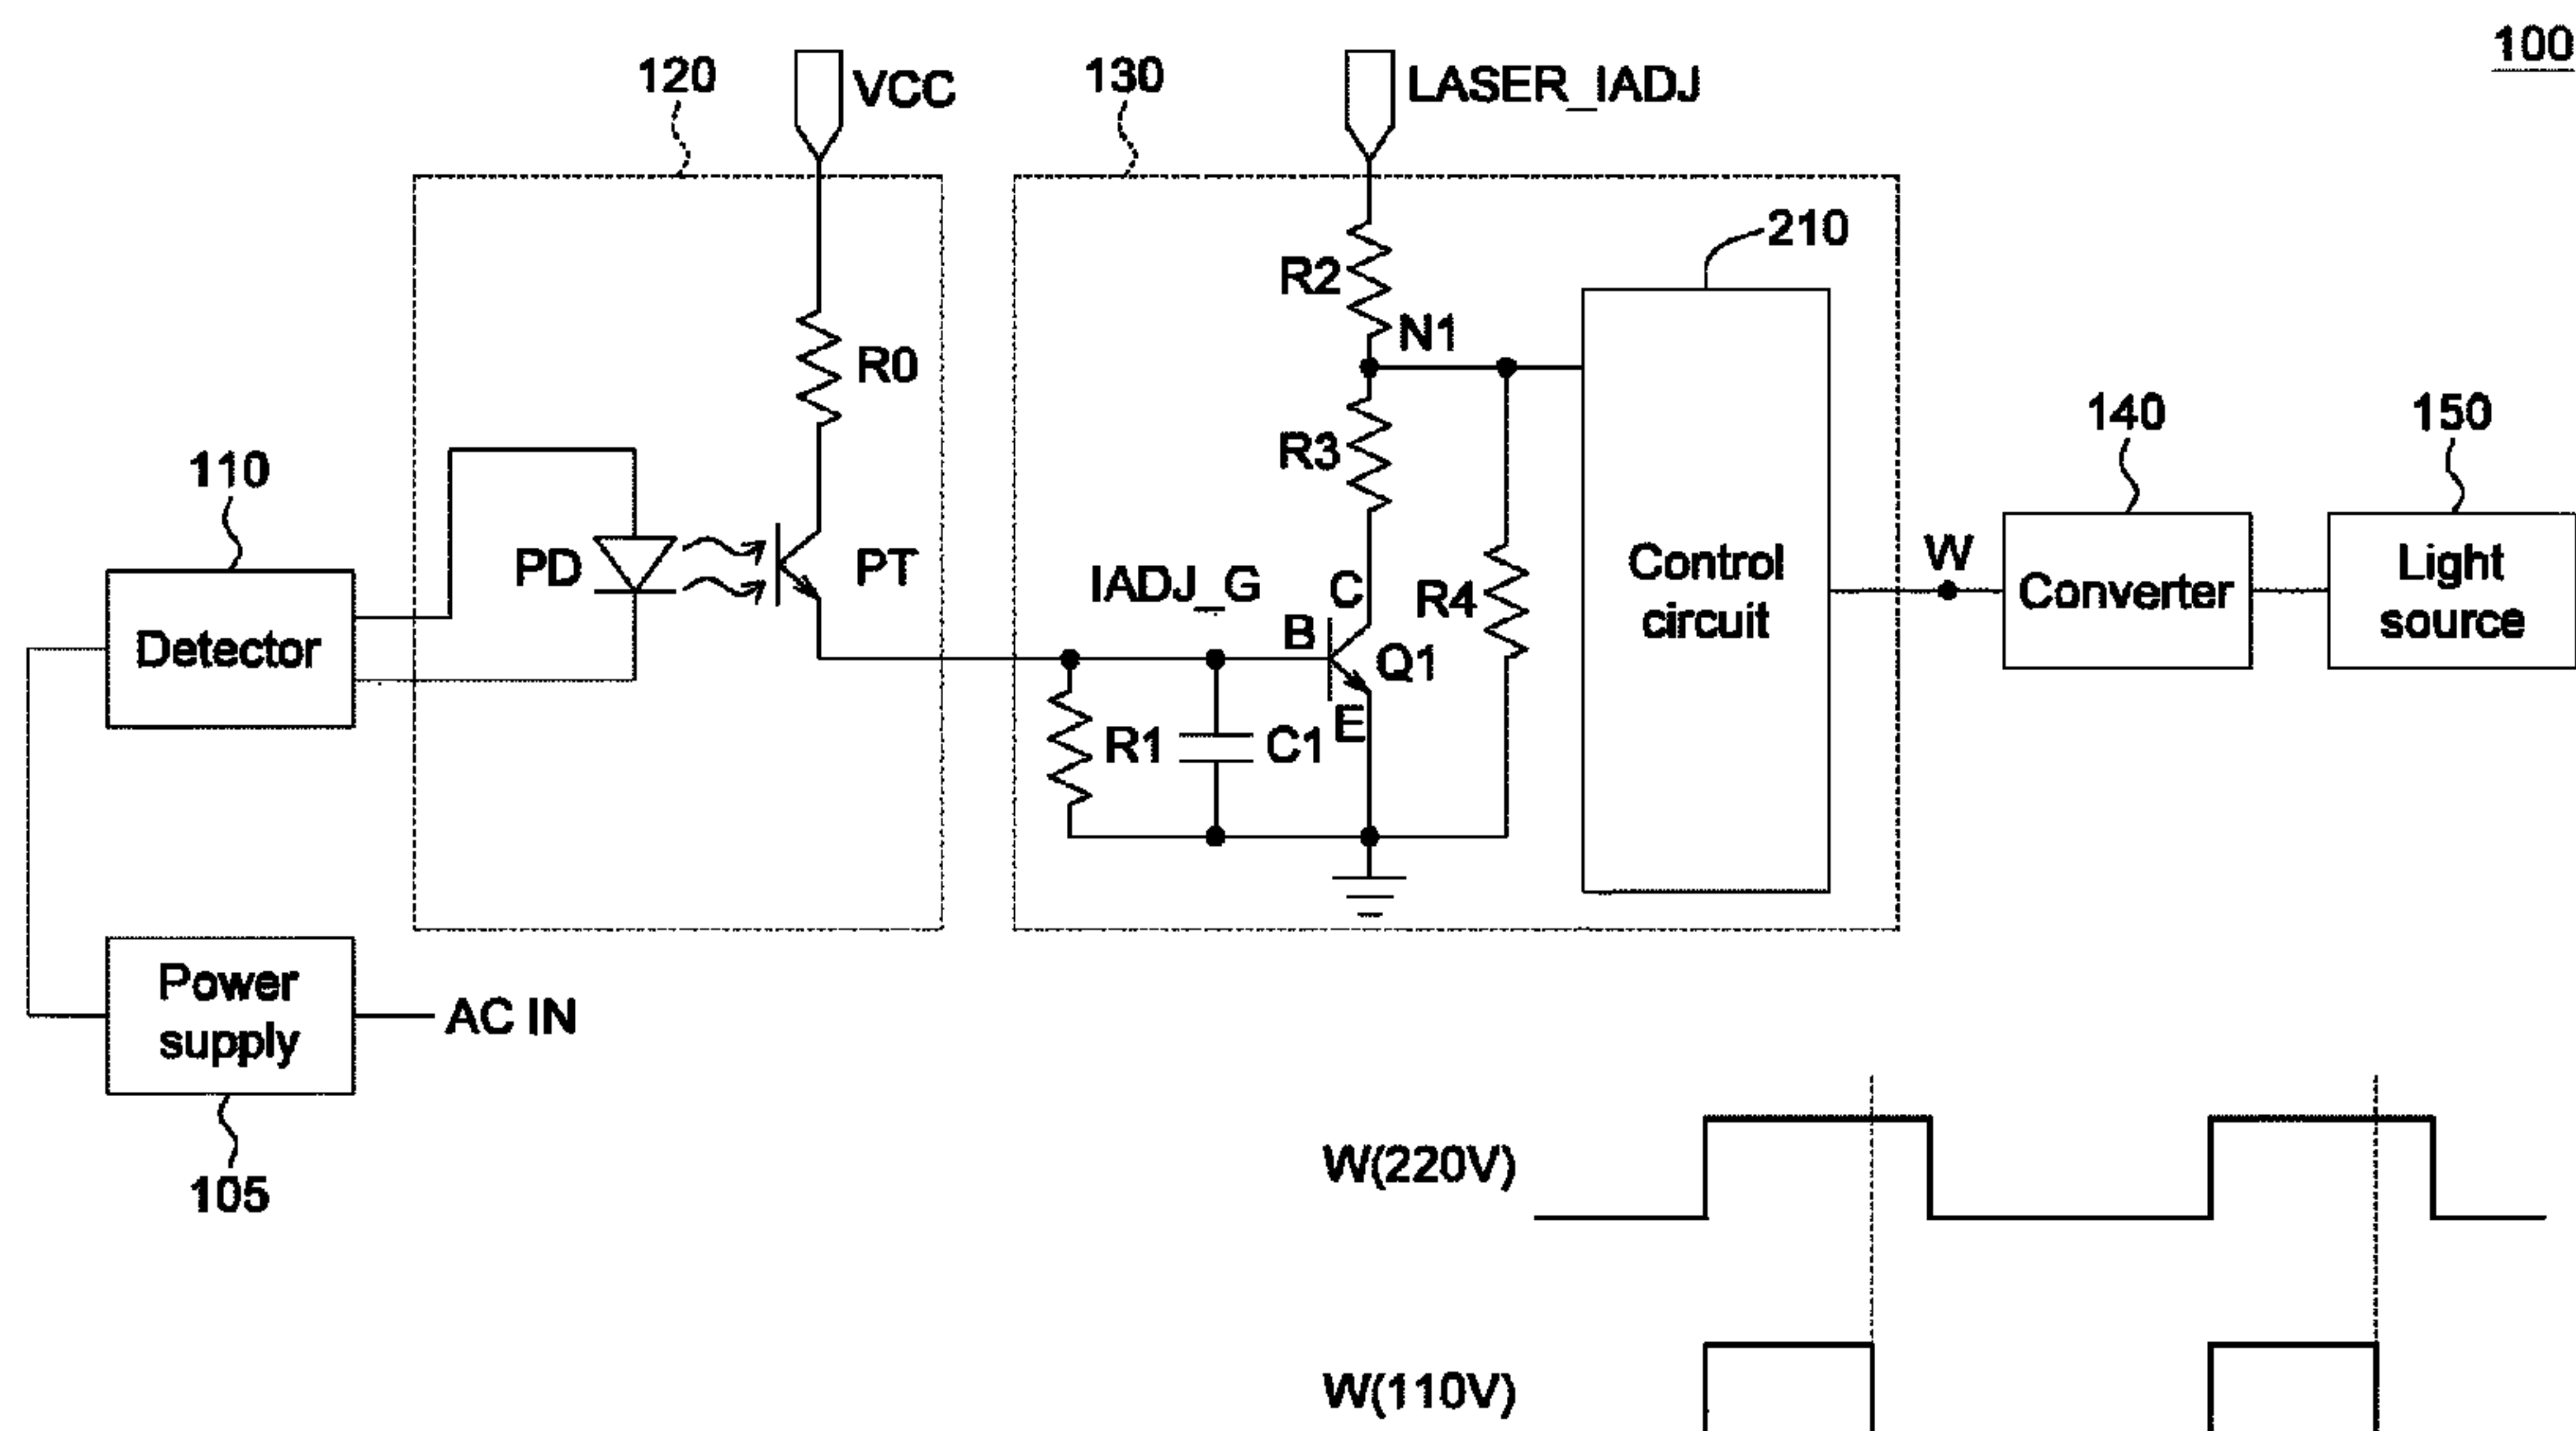 100
120
VCC
130
LASER_IADJ
210
R2
N1
R0
R3
110
140
150
PD
PT
IADJ_G
C
B
Q1
E
R4
Control
circuit
W
Converter
Light
source
Detector
R1
C1
Power
supply
AC IN
105
W(220V)
W(110V)